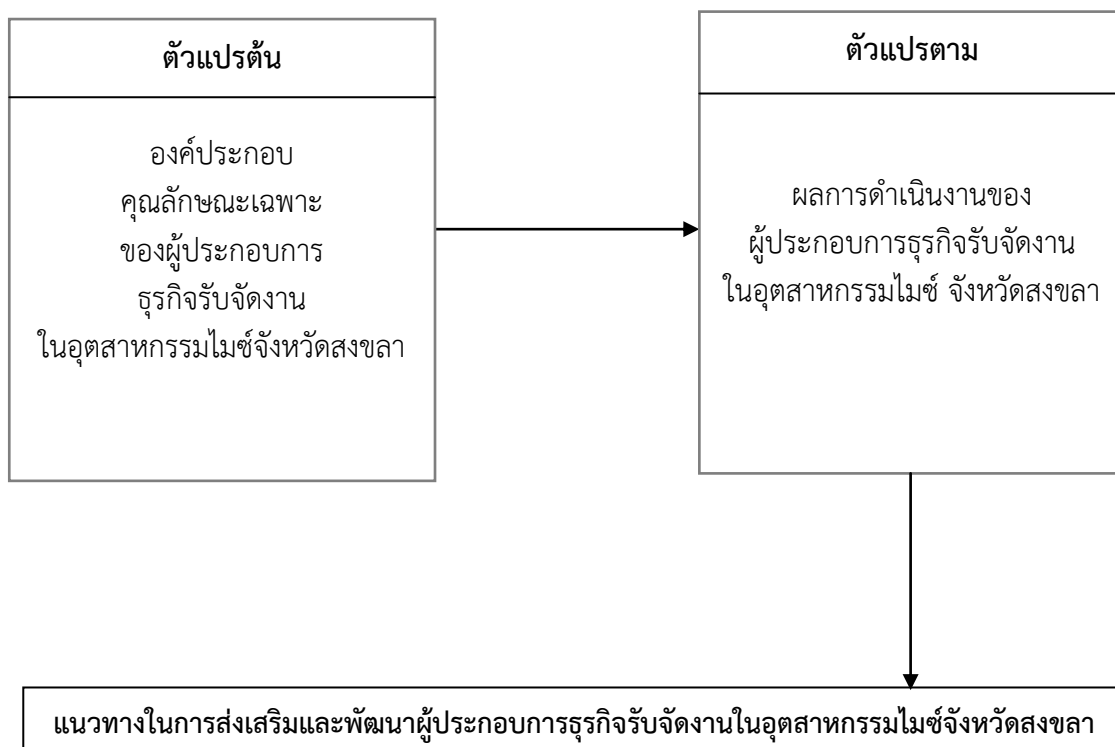 ตัวแปรต้น
องค์ประกอบ
คุณลักษณะเฉพาะ
ของผู้ประกอบการ
ธุรกิจรับจัดงาน
ในอุตสาหกรรมไมซ์จังหวัดสงขลา
ตัวแปรตาม
ผลการดำเนินงานของ
ผู้ประกอบการธุรกิจรับจัดงาน
ในอุตสาหกรรมไมซ์ จังหวัดสงขลา
แนวทางในการส่งเสริมและพัฒนาผู้ประกอบการธุรกิจรับจัดงานในอุตสาหกรรมไมซ์จังหวัดสงขลา